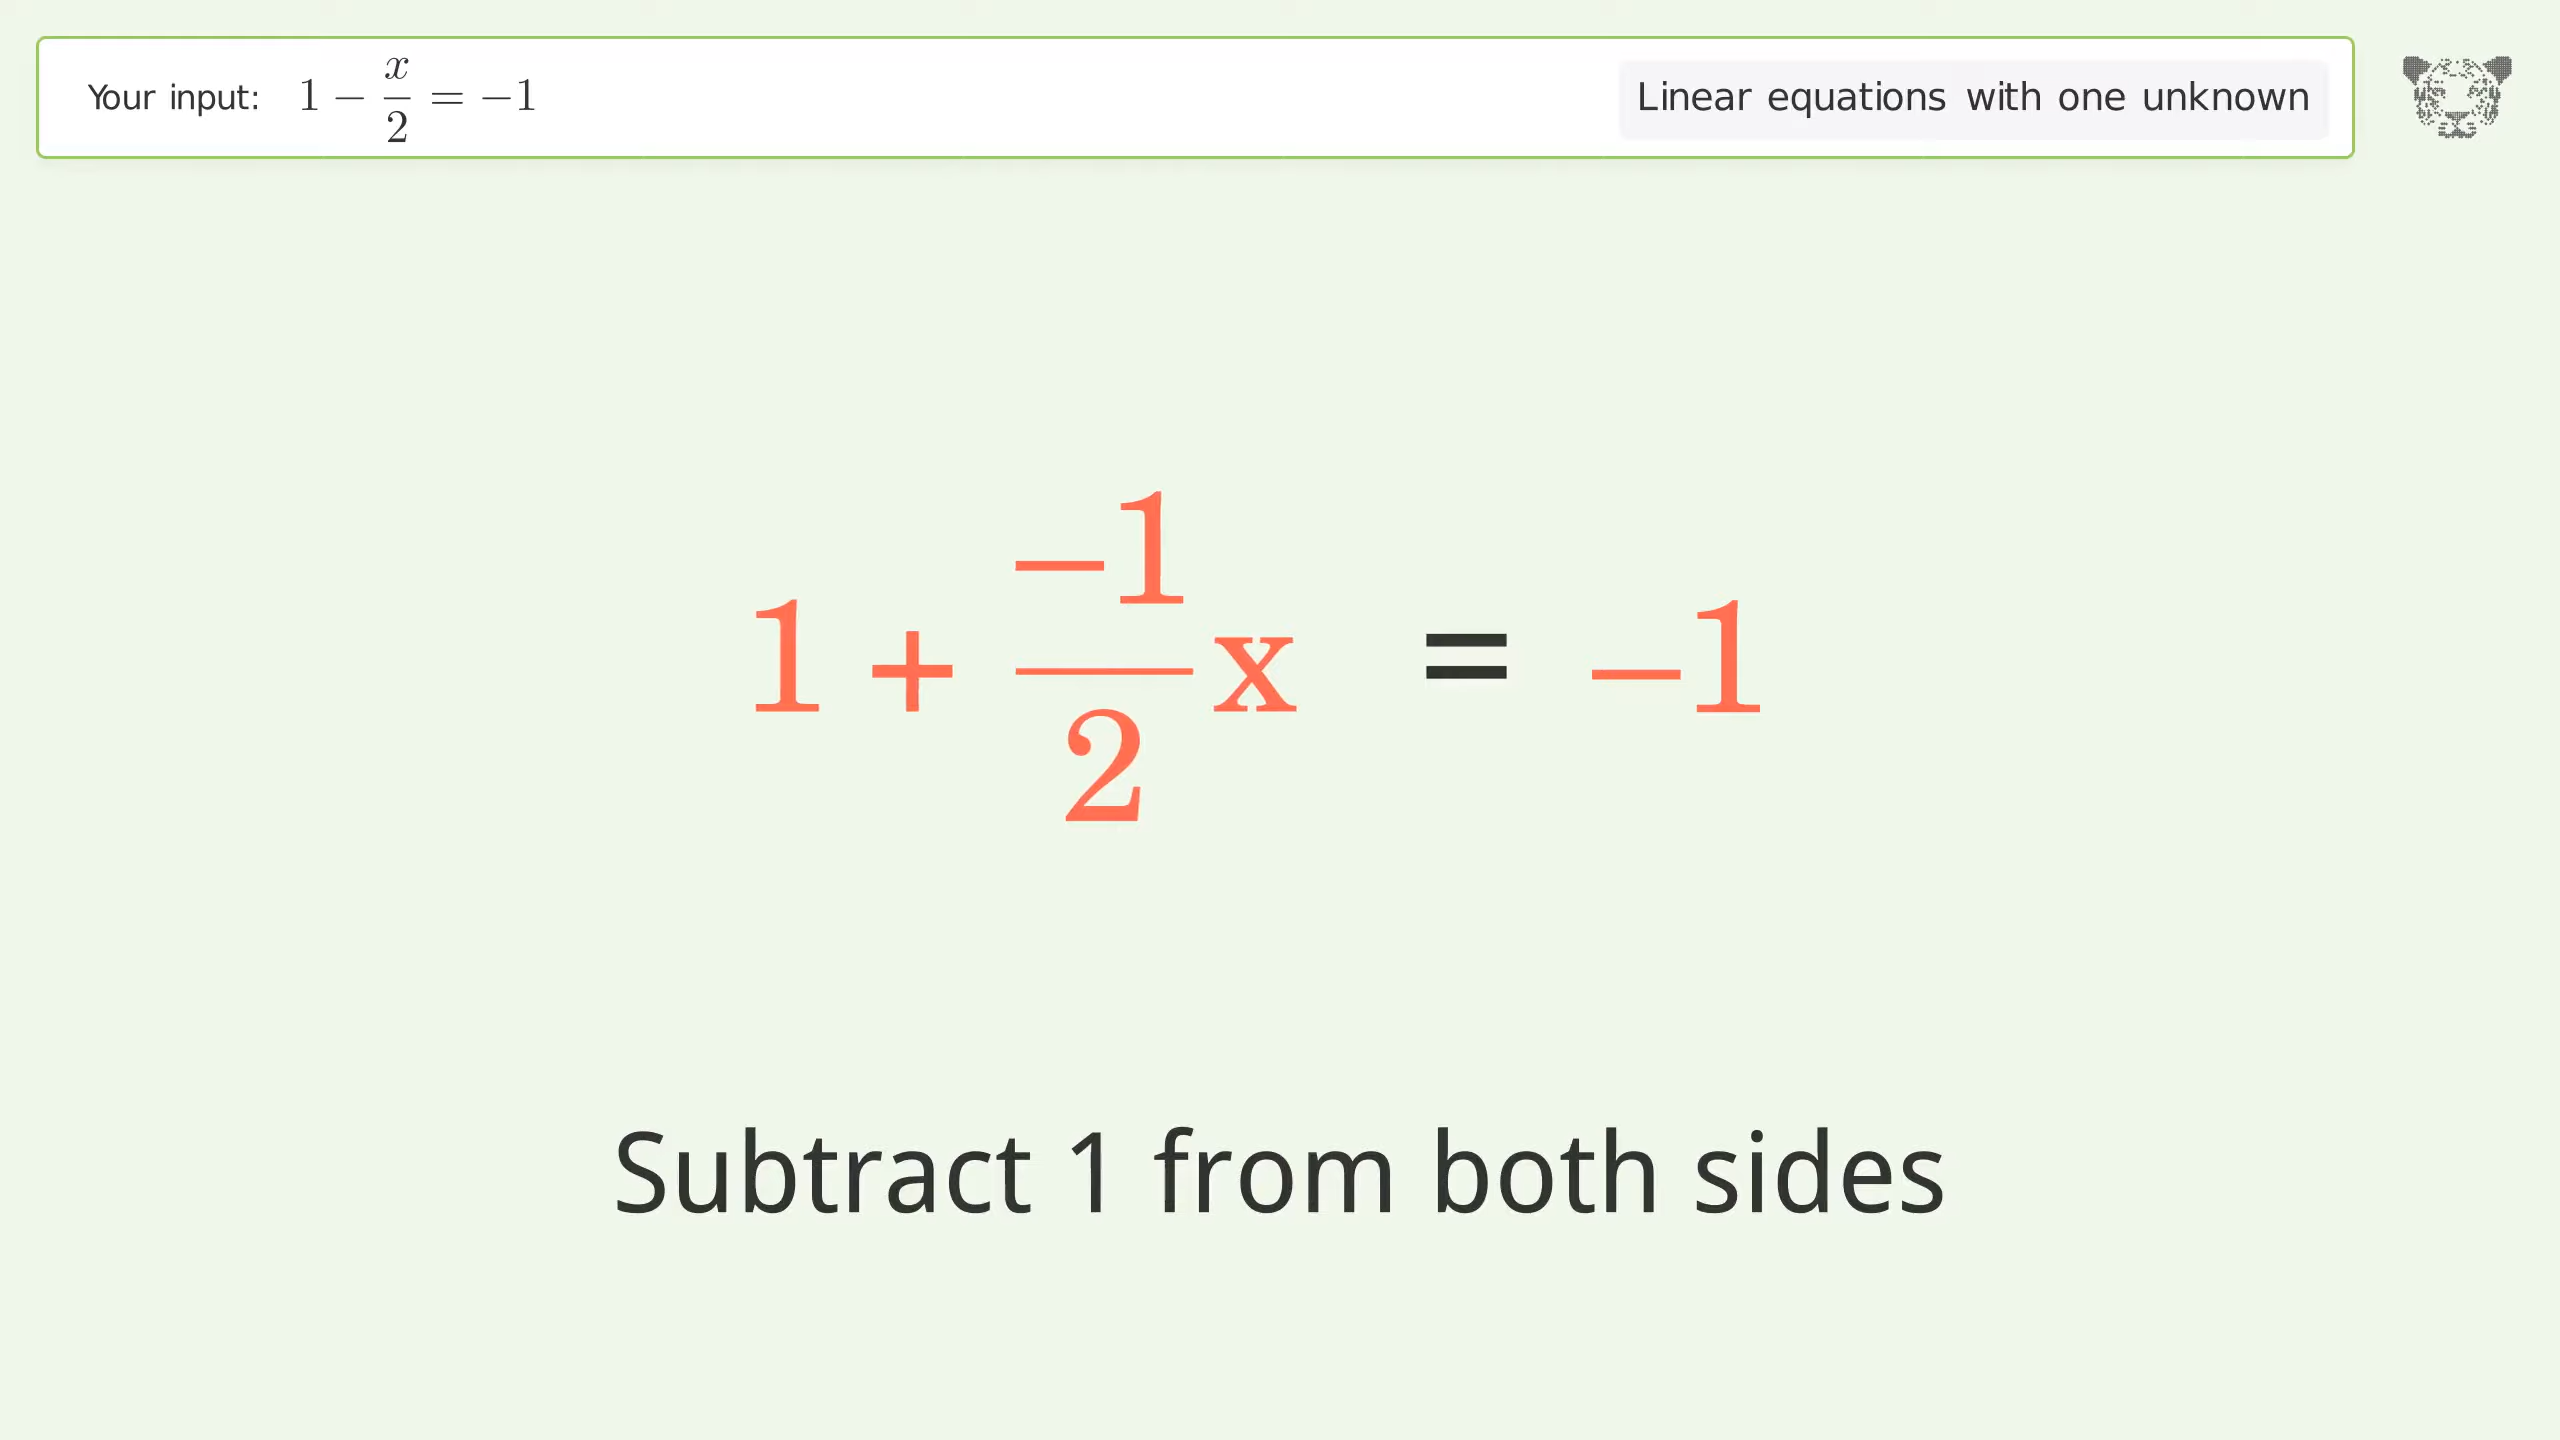 Your input: 1 − x/2 = −1
Linear equations with one unknown
1 + −1/2 x = −1
Subtract 1 from both sides